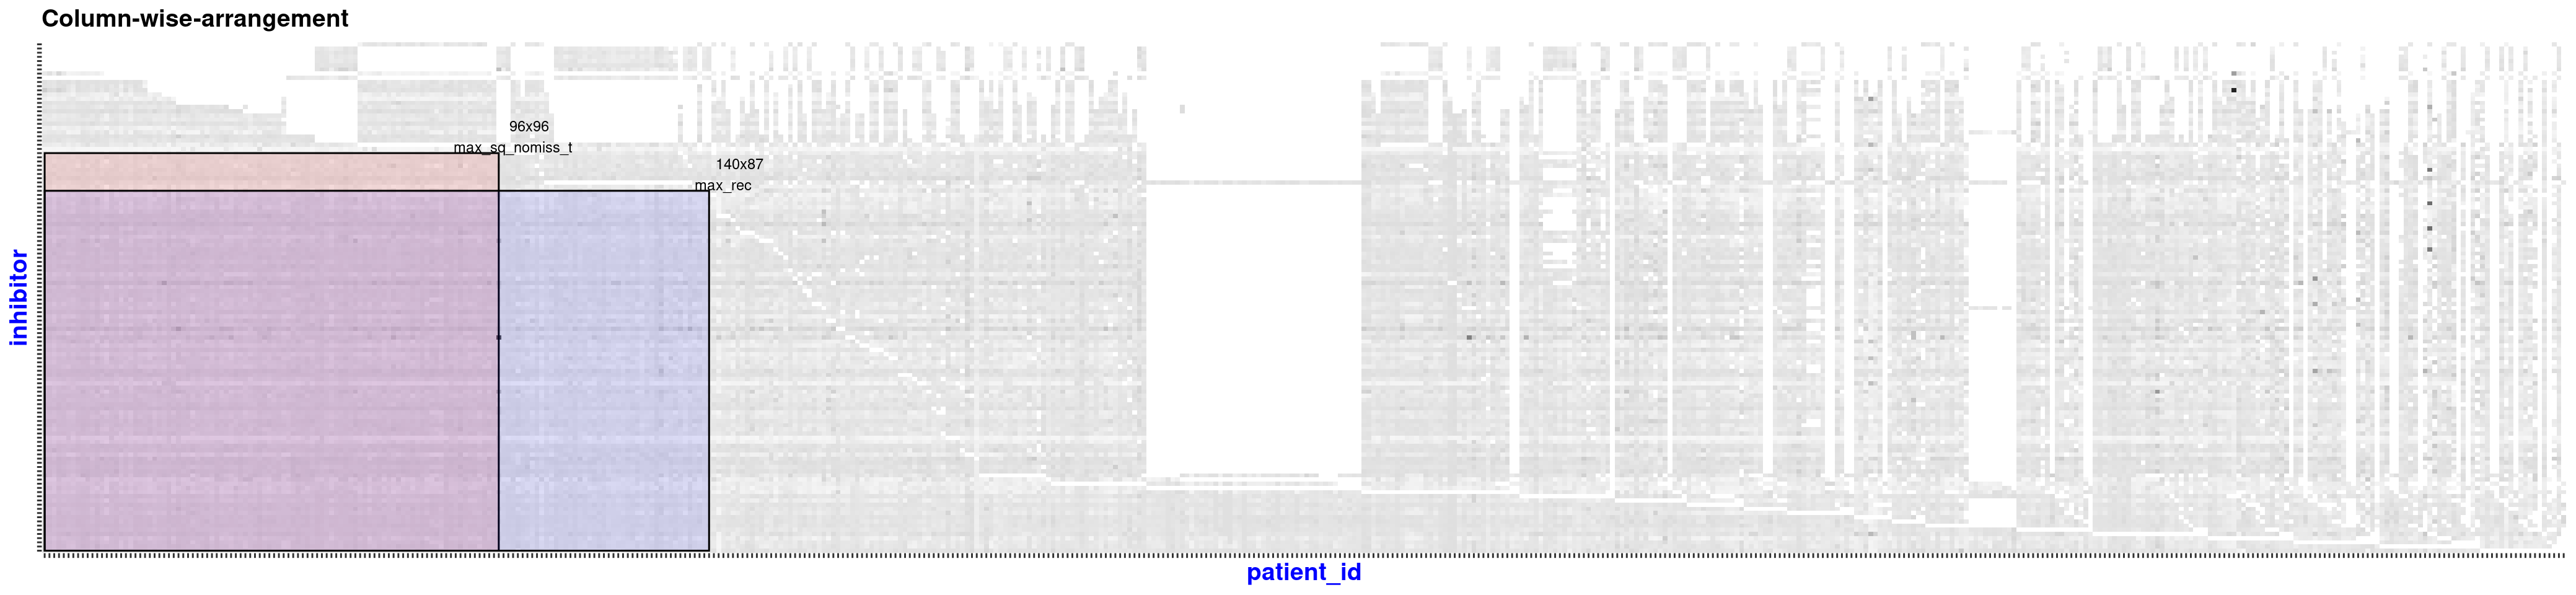 Column-wise-arrangement
96x96
max_sq_nomiss_t
140x87
max_rec
inhibitor
patient_id